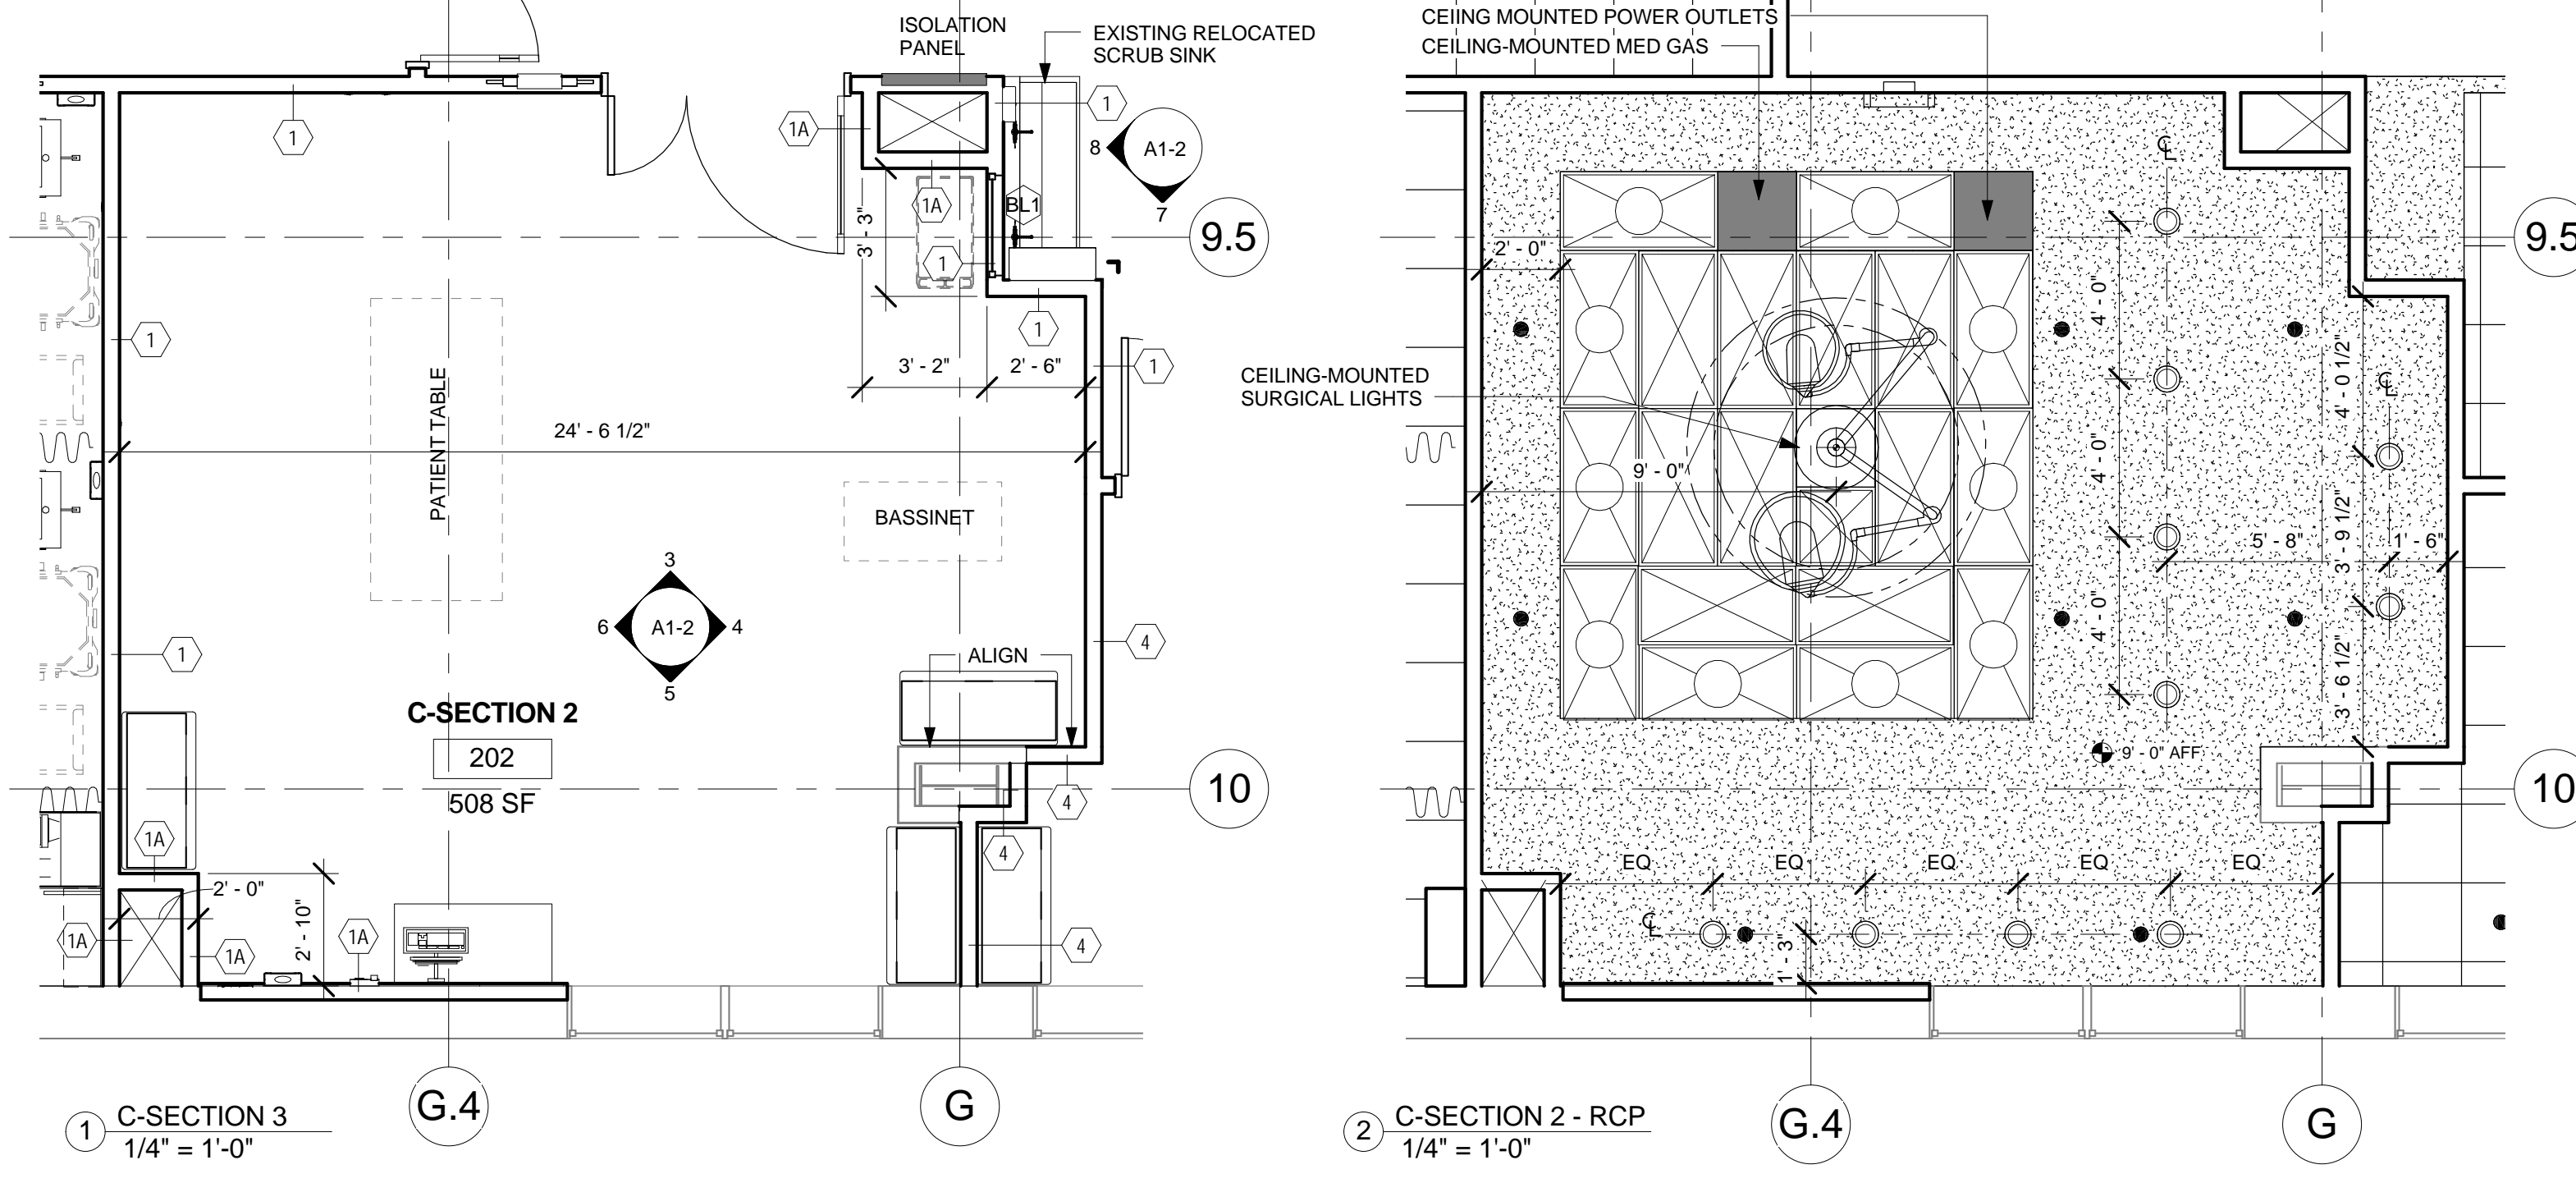 ISOLATION
PANEL
EXISTING RELOCATED
SCRUB SINK
1
1A
1
8
A1-2
7
1A
BL1
3' - 3"
1
9.5
1
1
3' - 2"
2' - 6"
1
PATIENT TABLE
24' - 6 1/2"
BASSINET
3
6
A1-2
4
5
1
4
ALIGN
C-SECTION 2
202
508 SF
10
4
1A
4
2' - 0"
2' - 10"
1A
1A
1A
4
G.4
G
1
C-SECTION 3
1/4" = 1'-0"
CEIING MOUNTED POWER OUTLETS
CEILING-MOUNTED MED GAS
CL
9.5
2' - 0"
4' - 0"
4' - 0 1/2"
CEILING-MOUNTED
SURGICAL LIGHTS
CL
9' - 0"
4' - 0"
5' - 8"
3' - 9 1/2"
1' - 6"
4' - 0"
3' - 6 1/2"
9' - 0" AFF
10
EQ
EQ
EQ
EQ
EQ
CL
1' - 3"
G.4
G
2
C-SECTION 2 - RCP
1/4" = 1'-0"